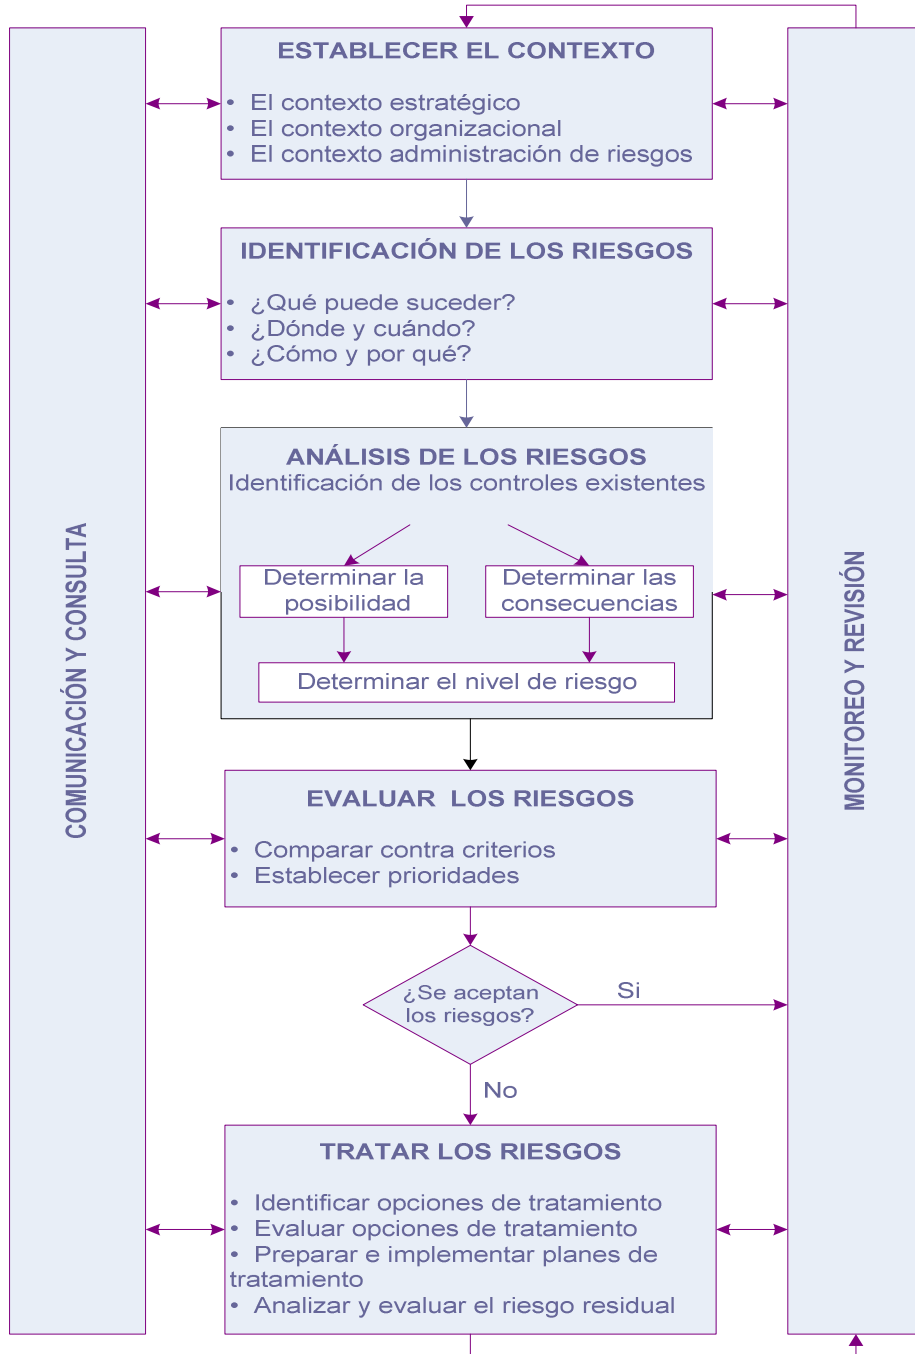 ESTABLECER EL CONTEXTO
• El contexto estratégico
• El contexto organizacional
• El contexto administración de riesgos
IDENTIFICACIÓN DE LOS RIESGOS
• ¿Qué puede suceder?
• ¿Dónde y cuándo?
• ¿Cómo y por qué?
ANÁLISIS DE LOS RIESGOS
Identificación de los controles existentes
Determinar la
posibilidad
Determinar las
consecuencias
Determinar el nivel de riesgo
EVALUAR LOS RIESGOS
• Comparar contra criterios
• Establecer prioridades
¿Se aceptan
los riesgos?
Si
No
TRATAR LOS RIESGOS
• Identificar opciones de tratamiento
• Evaluar opciones de tratamiento
• Preparar e implementar planes de
tratamiento
• Analizar y evaluar el riesgo residual
COMUNICACIÓN Y CONSULTA
MONITOREO Y REVISIÓN